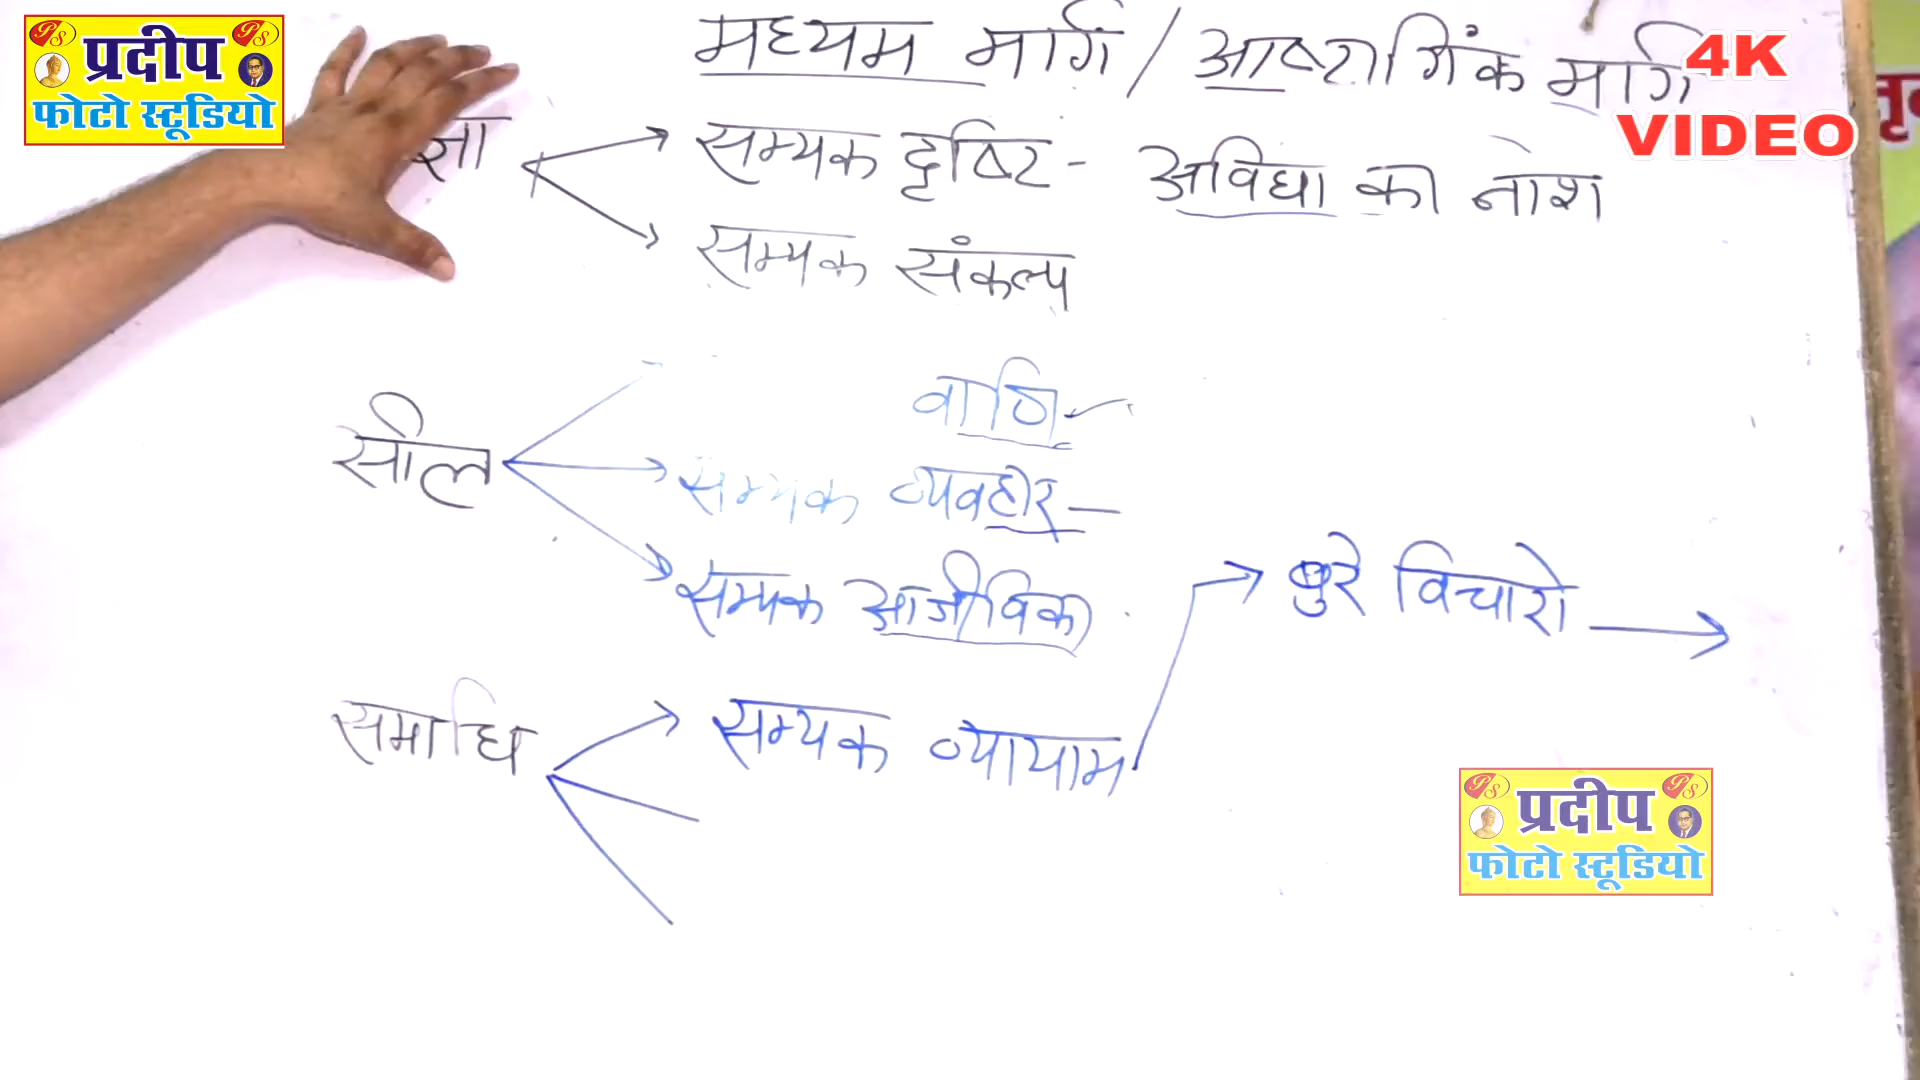 प्रदीप
फोटो स्टूडियो
4K
VIDEO
मध्यम मार्ग / मार्ग
सम्यक दृष्टि - अविधा का नाश
सम्यक संकल्प
वाणि
सील
सम्यक व्यवहार —
सम्यक आजीविका
बुरे विचारो
समाधि
सम्यक व्यायाम
प्रदीप
फोटो स्टूडियो